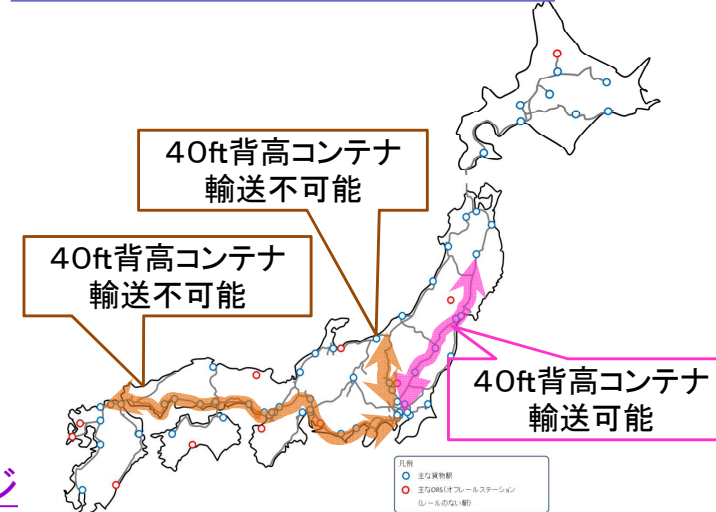 40ft背高コンテナ
輸送不可能
40ft背高コンテナ
輸送不可能
40ft背高コンテナ
輸送可能
ジ
凡例
主な貨物駅
主なORS(オフレールステーション
(レールのない駅)